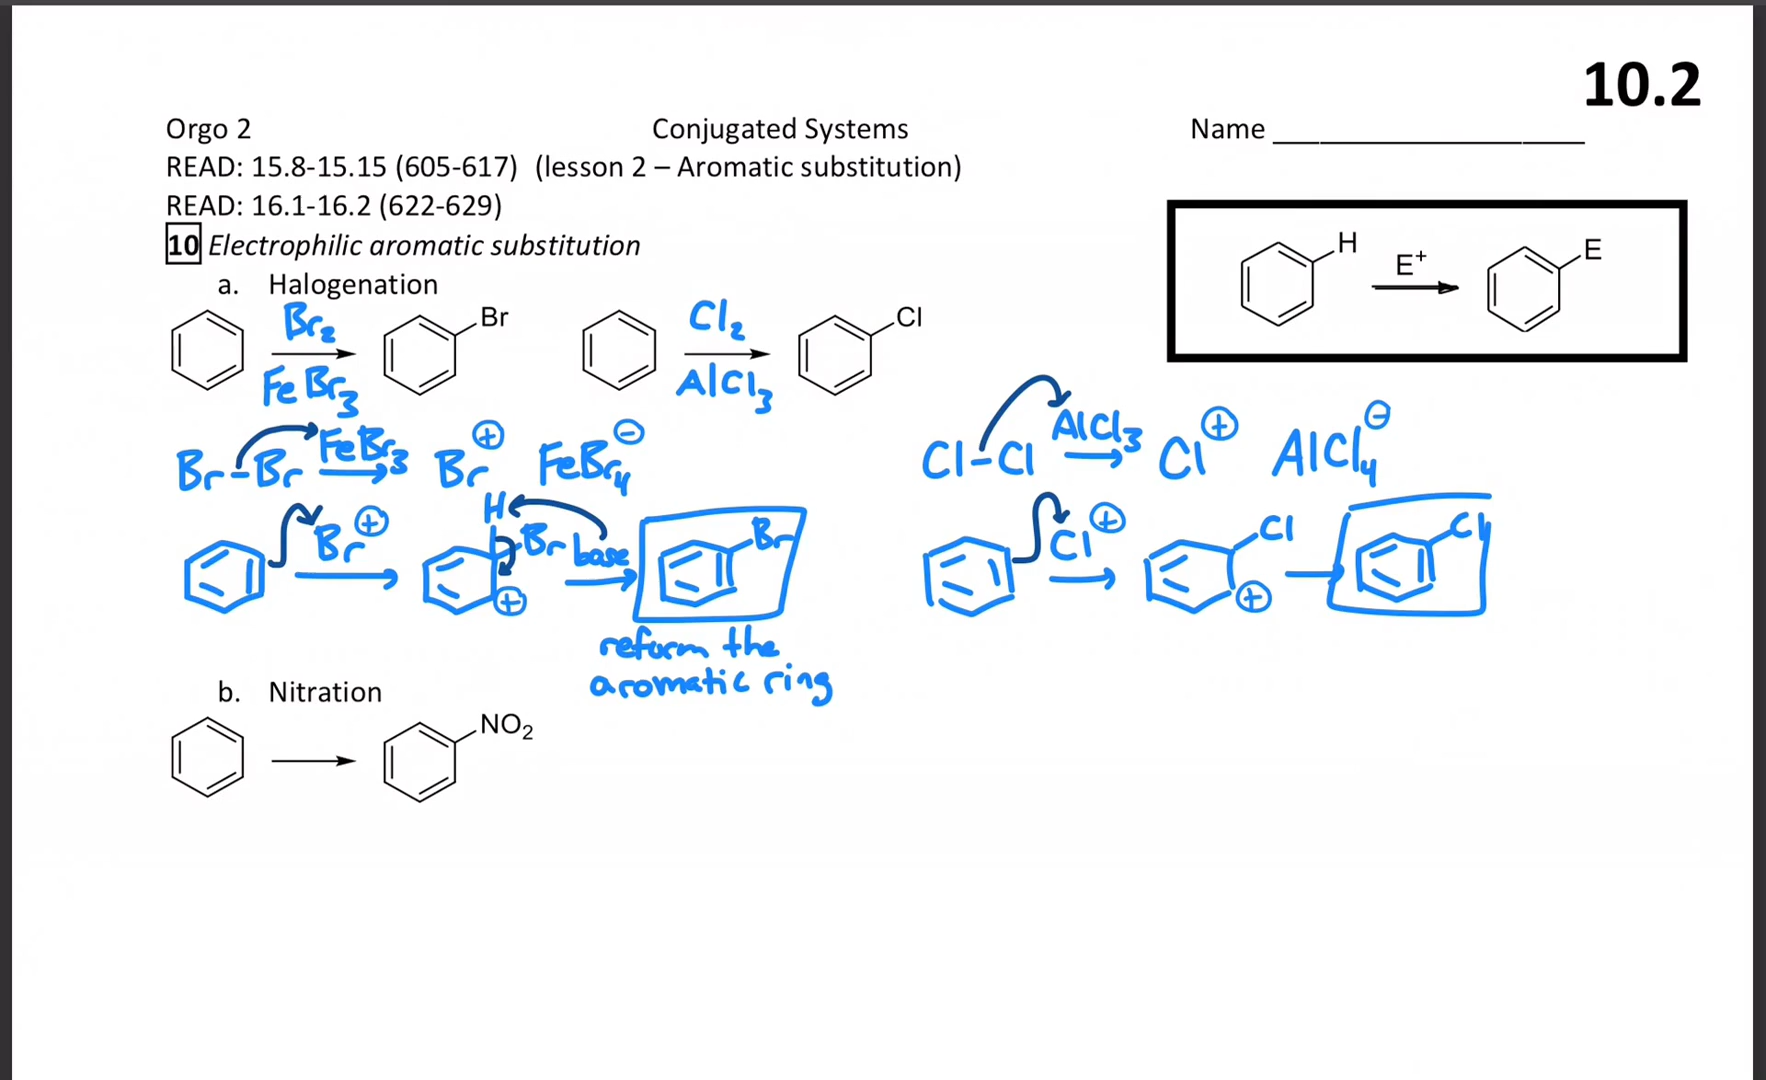 10.2
Orgo 2 Conjugated Systems Name ____________________
READ: 15.8-15.15 (605-617) (lesson 2 – Aromatic substitution)
READ: 16.1-16.2 (622-629)
10 Electrophilic aromatic substitution
H E⁺ E
a. Halogenation
Br₂ Br Cl₂ Cl
FeBr₃ AlCl₃
Br-Br FeBr₃ Br⊕ FeBr₄⊖ Cl-Cl AlCl₃ Cl⊕ AlCl₄⊖
Br⊕ H Br ⊕ base Br Cl⊕ Cl ⊕ Cl
reform the
aromatic ring
b. Nitration
NO₂